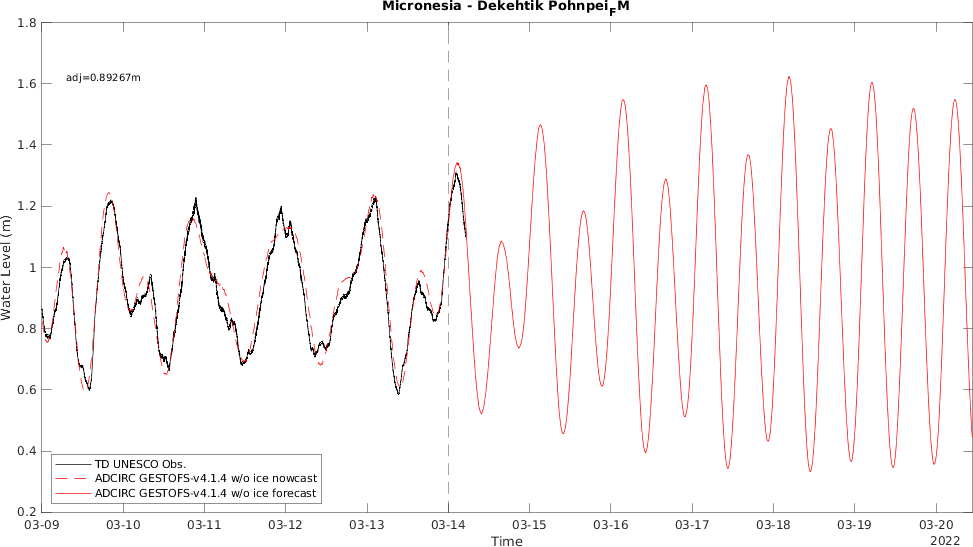 Micronesia - Dekehtik Pohnpei_FM
1.8
adj=0.89267m
1.6
1.4
1.2
1
0.8
0.6
0.4
0.2
Water Level (m)
TD UNESCO Obs.
ADCIRC GESTOFS-v4.1.4 w/o ice nowcast
ADCIRC GESTOFS-v4.1.4 w/o ice forecast
03-09 03-10 03-11 03-12 03-13 03-14 03-15 03-16 03-17 03-18 03-19 03-20
Time
2022